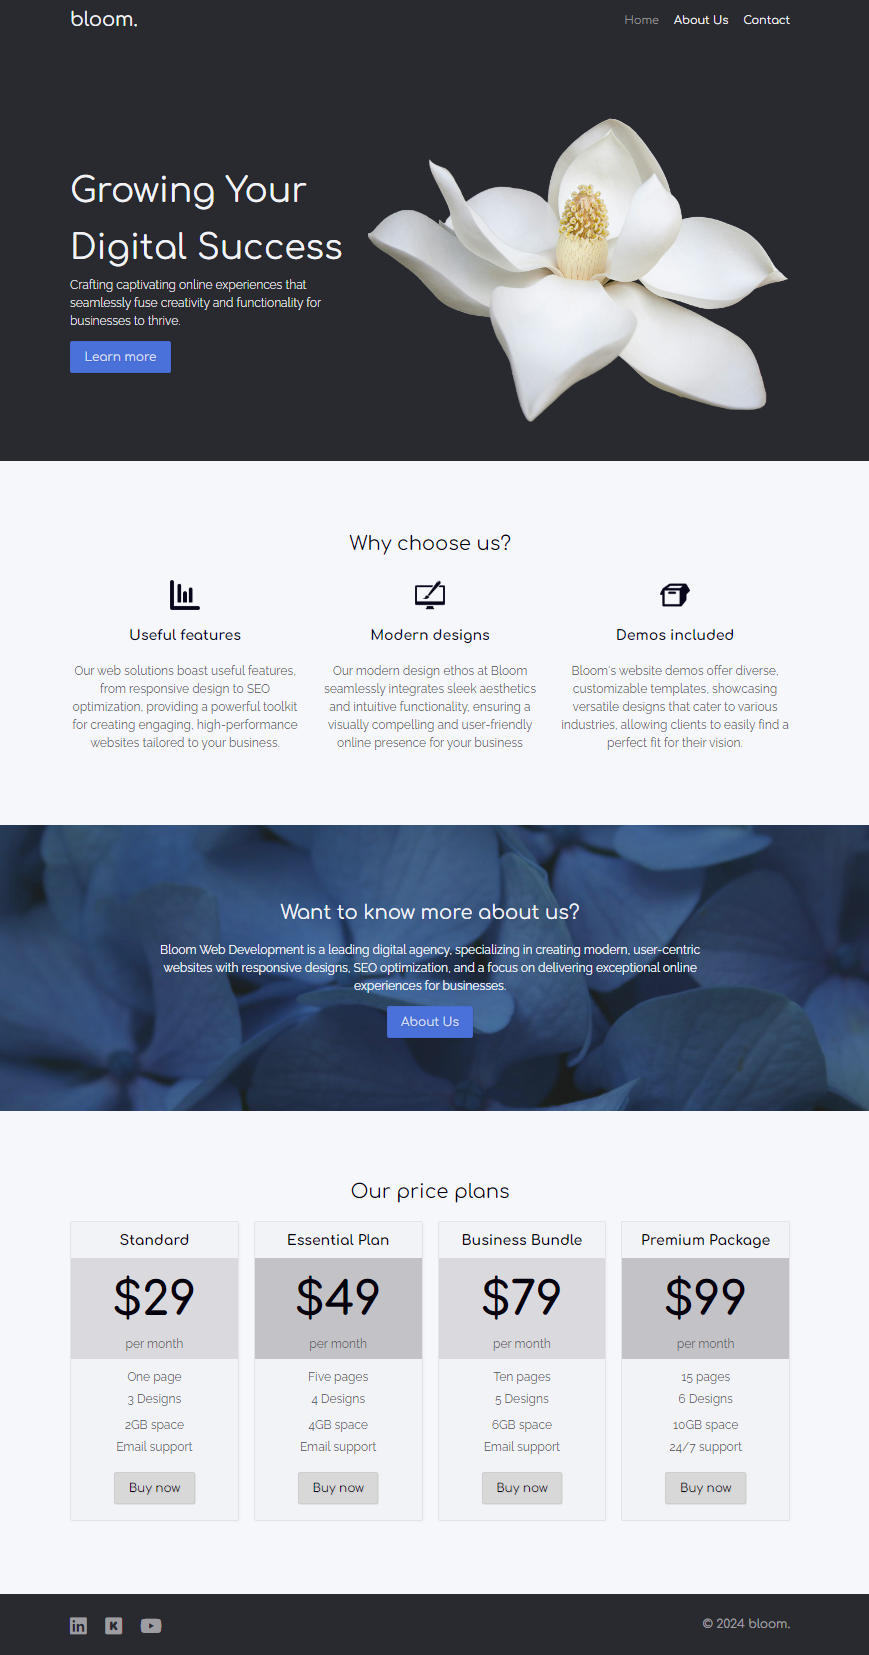 bloom.
Home About Us Contact
Growing Your
Digital Success
Crafting captivating online experiences that
seamlessly fuse creativity and functionality for
businesses to thrive.
Learn more
Why choose us?
Useful features
Our web solutions boast useful features,
from responsive design to SEO
optimization, providing a powerful toolkit
for creating engaging, high-performance
websites tailored to your business.
Modern designs
Our modern design ethos at Bloom
seamlessly integrates sleek aesthetics
and intuitive functionality, ensuring a
visually compelling and user-friendly
online presence for your business
Demos included
Bloom's website demos offer diverse,
customizable templates, showcasing
versatile designs that cater to various
industries, allowing clients to easily find a
perfect fit for their vision.
Want to know more about us?
Bloom Web Development is a leading digital agency, specializing in creating modern, user-centric
websites with responsive designs, SEO optimization, and a focus on delivering exceptional online
experiences for businesses.
About Us
Our price plans
Standard
$29
per month
One page
3 Designs
2GB space
Email support
Buy now
Essential Plan
$49
per month
Five pages
4 Designs
4GB space
Email support
Buy now
Business Bundle
$79
per month
Ten pages
5 Designs
6GB space
Email support
Buy now
Premium Package
$99
per month
15 pages
6 Designs
10GB space
24/7 support
Buy now
© 2024 bloom.